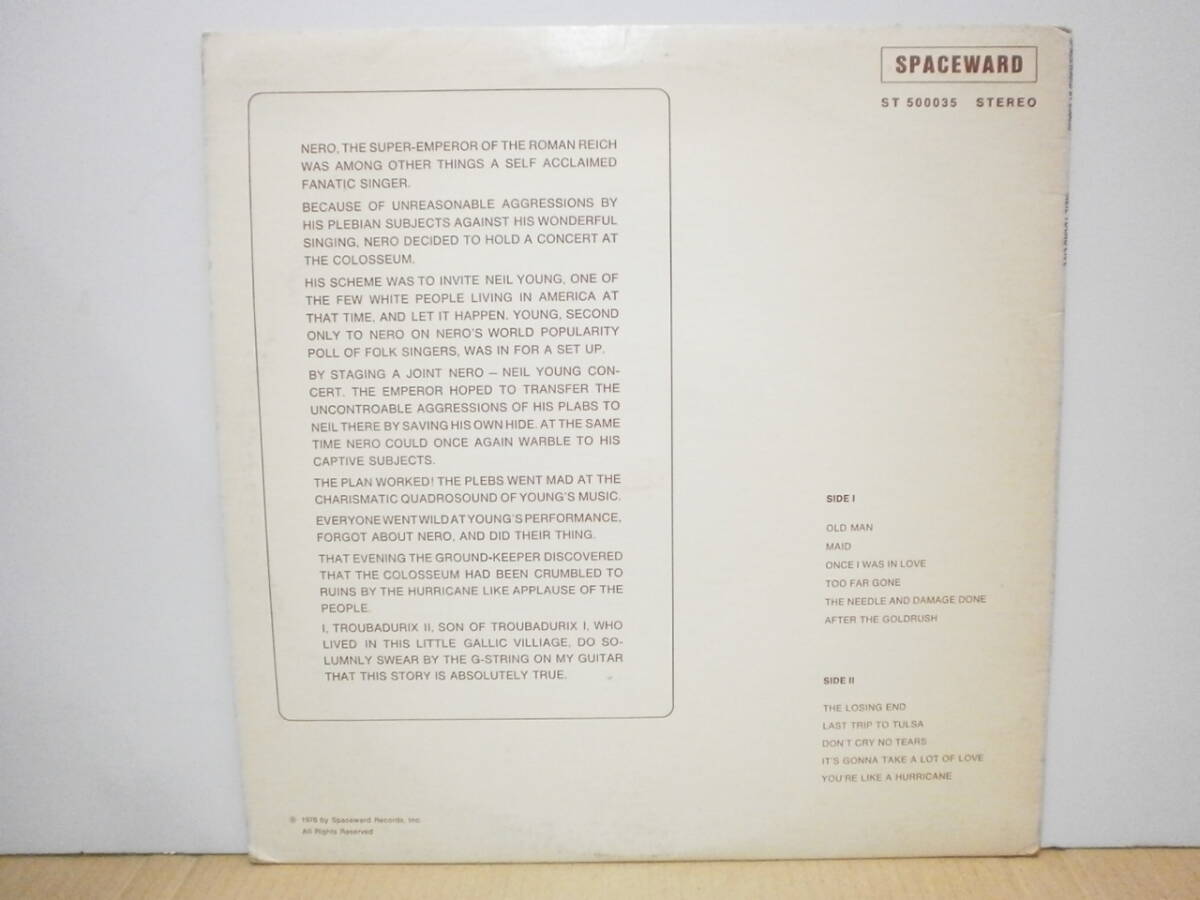 SPACEWARD
ST 500035 STEREO
NERO, THE SUPER-EMPEROR OF THE ROMAN REICH
WAS AMONG OTHER THINGS A SELF ACCLAIMED
FANATIC SINGER.
BECAUSE OF UNREASONABLE AGGRESSIONS BY
HIS PLEBIAN SUBJECTS AGAINST HIS WONDERFUL
SINGING, NERO DECIDED TO HOLD A CONCERT AT
THE COLOSSEUM.
HIS SCHEME WAS TO INVITE NEIL YOUNG, ONE OF
THE FEW WHITE PEOPLE LIVING IN AMERICA AT
THAT TIME, AND LET IT HAPPEN. YOUNG, SECOND
ONLY TO NERO ON NERO'S WORLD POPULARITY
POLL OF FOLK SINGERS, WAS IN FOR A SET UP.
BY STAGING A JOINT NERO – NEIL YOUNG CON-
CERT. THE EMPEROR HOPED TO TRANSFER THE
UNCONTROABLE AGGRESSIONS OF HIS PLABS TO
NEIL THERE BY SAVING HIS OWN HIDE. AT THE SAME
TIME NERO COULD ONCE AGAIN WARBLE TO HIS
CAPTIVE SUBJECTS.
THE PLAN WORKED! THE PLEBS WENT MAD AT THE
CHARISMATIC QUADROSOUND OF YOUNG'S MUSIC.
EVERYONE WENT WILD AT YOUNG'S PERFORMANCE,
FORGOT ABOUT NERO, AND DID THEIR THING.
THAT EVENING THE GROUND-KEEPER DISCOVERED
THAT THE COLOSSEUM HAD BEEN CRUMBLED TO
RUINS BY THE HURRICANE LIKE APPLAUSE OF THE
PEOPLE.
I, TROUBADURIX II, SON OF TROUBADURIX I, WHO
LIVED IN THIS LITTLE GALLIC VILLIAGE, DO SO-
LUMNLY SWEAR BY THE G-STRING ON MY GUITAR
THAT THIS STORY IS ABSOLUTELY TRUE.
SIDE I
OLD MAN
MAID
ONCE I WAS IN LOVE
TOO FAR GONE
THE NEEDLE AND DAMAGE DONE
AFTER THE GOLDRUSH
SIDE II
THE LOSING END
LAST TRIP TO TULSA
DON'T CRY NO TEARS
IT'S GONNA TAKE A LOT OF LOVE
YOU'RE LIKE A HURRICANE
℗ by Spaceward Records, Inc.
All Rights Reserved